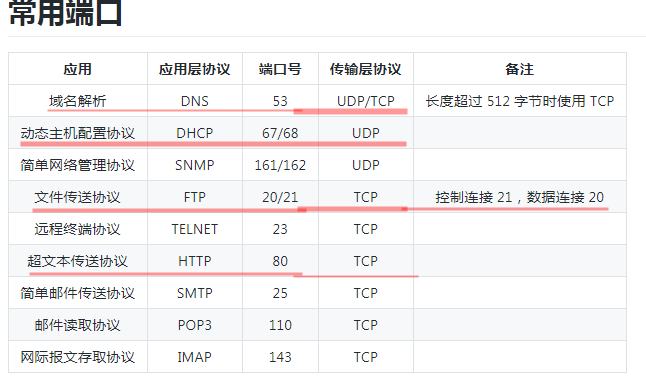 常用端口
应用 应用层协议 端口号 传输层协议 备注
域名解析 DNS 53 UDP/TCP 长度超过 512 字节时使用 TCP
动态主机配置协议 DHCP 67/68 UDP
简单网络管理协议 SNMP 161/162 UDP
文件传送协议 FTP 20/21 TCP 控制连接 21，数据连接 20
远程终端协议 TELNET 23 TCP
超文本传送协议 HTTP 80 TCP
简单邮件传送协议 SMTP 25 TCP
邮件读取协议 POP3 110 TCP
网际报文存取协议 IMAP 143 TCP